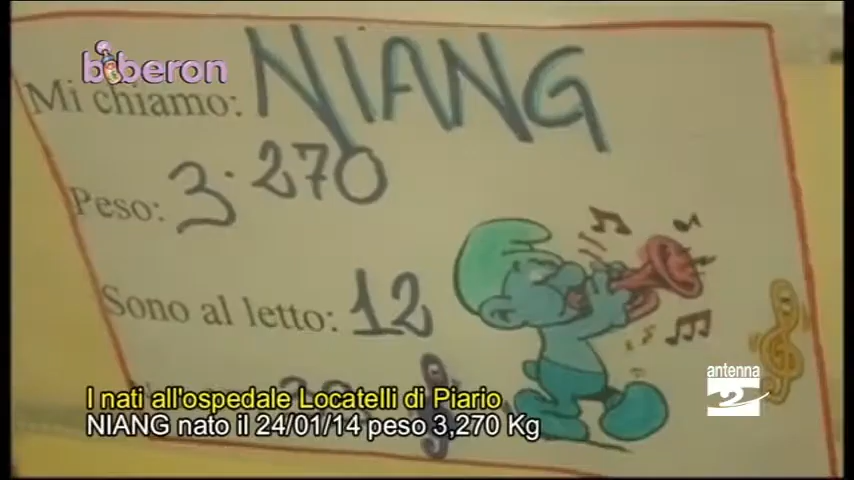 biberon
Mi chiamo: NIANG
Peso: 3.270
Sono al letto: 12
I nati all'ospedale Locatelli di Piario
NIANG nato il 24/01/14 peso 3,270 Kg
antenna
2